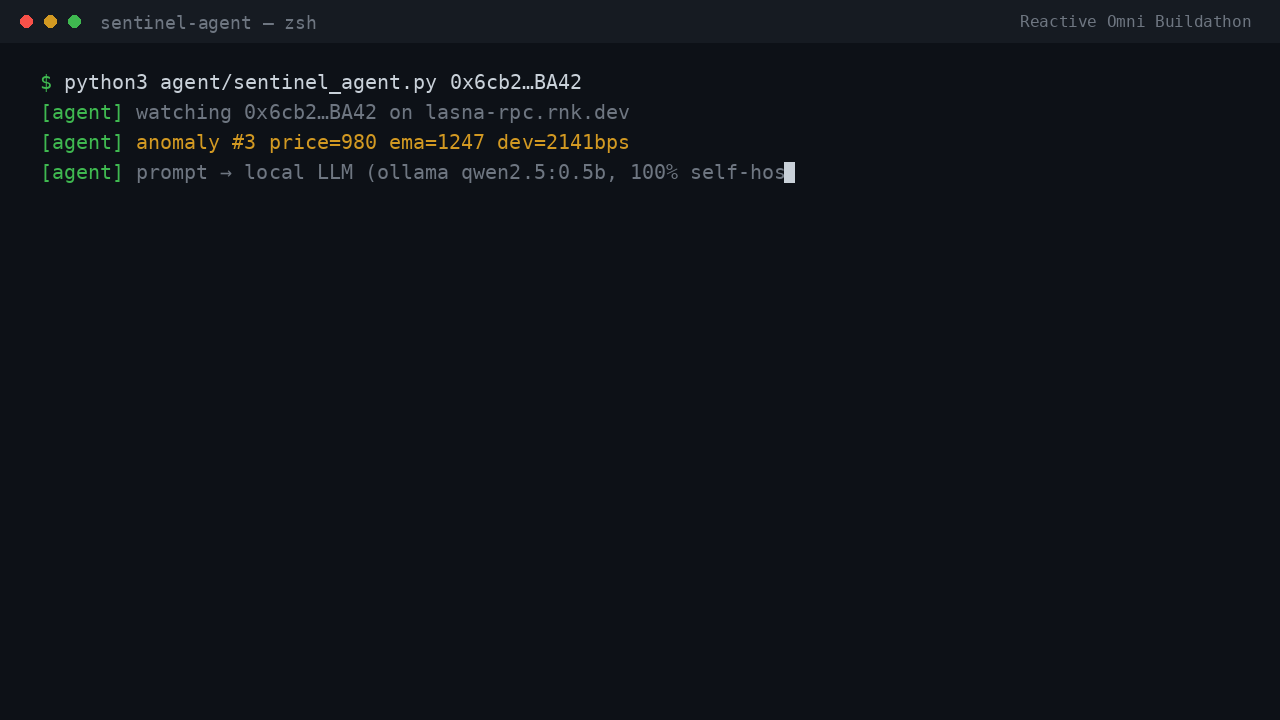 sentinel-agent — zsh
Reactive Omni Buildathon
$ python3 agent/sentinel_agent.py 0x6cb2…BA42
[agent] watching 0x6cb2…BA42 on lasna-rpc.rnk.dev
[agent] anomaly #3 price=980 ema=1247 dev=2141bps
[agent] prompt → local LLM (ollama qwen2.5:0.5b, 100% self-hos